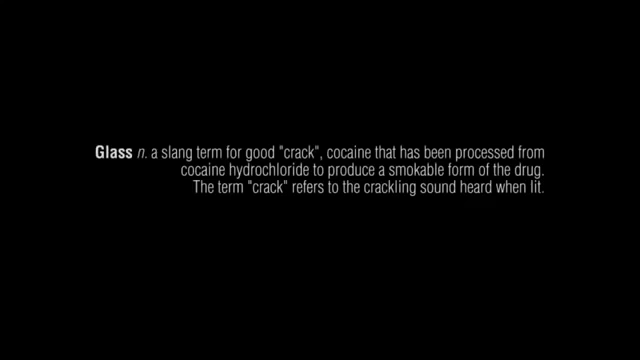 Glass n. a slang term for good "crack", cocaine that has been processed from
cocaine hydrochloride to produce a smokable form of the drug.
The term "crack" refers to the crackling sound heard when lit.